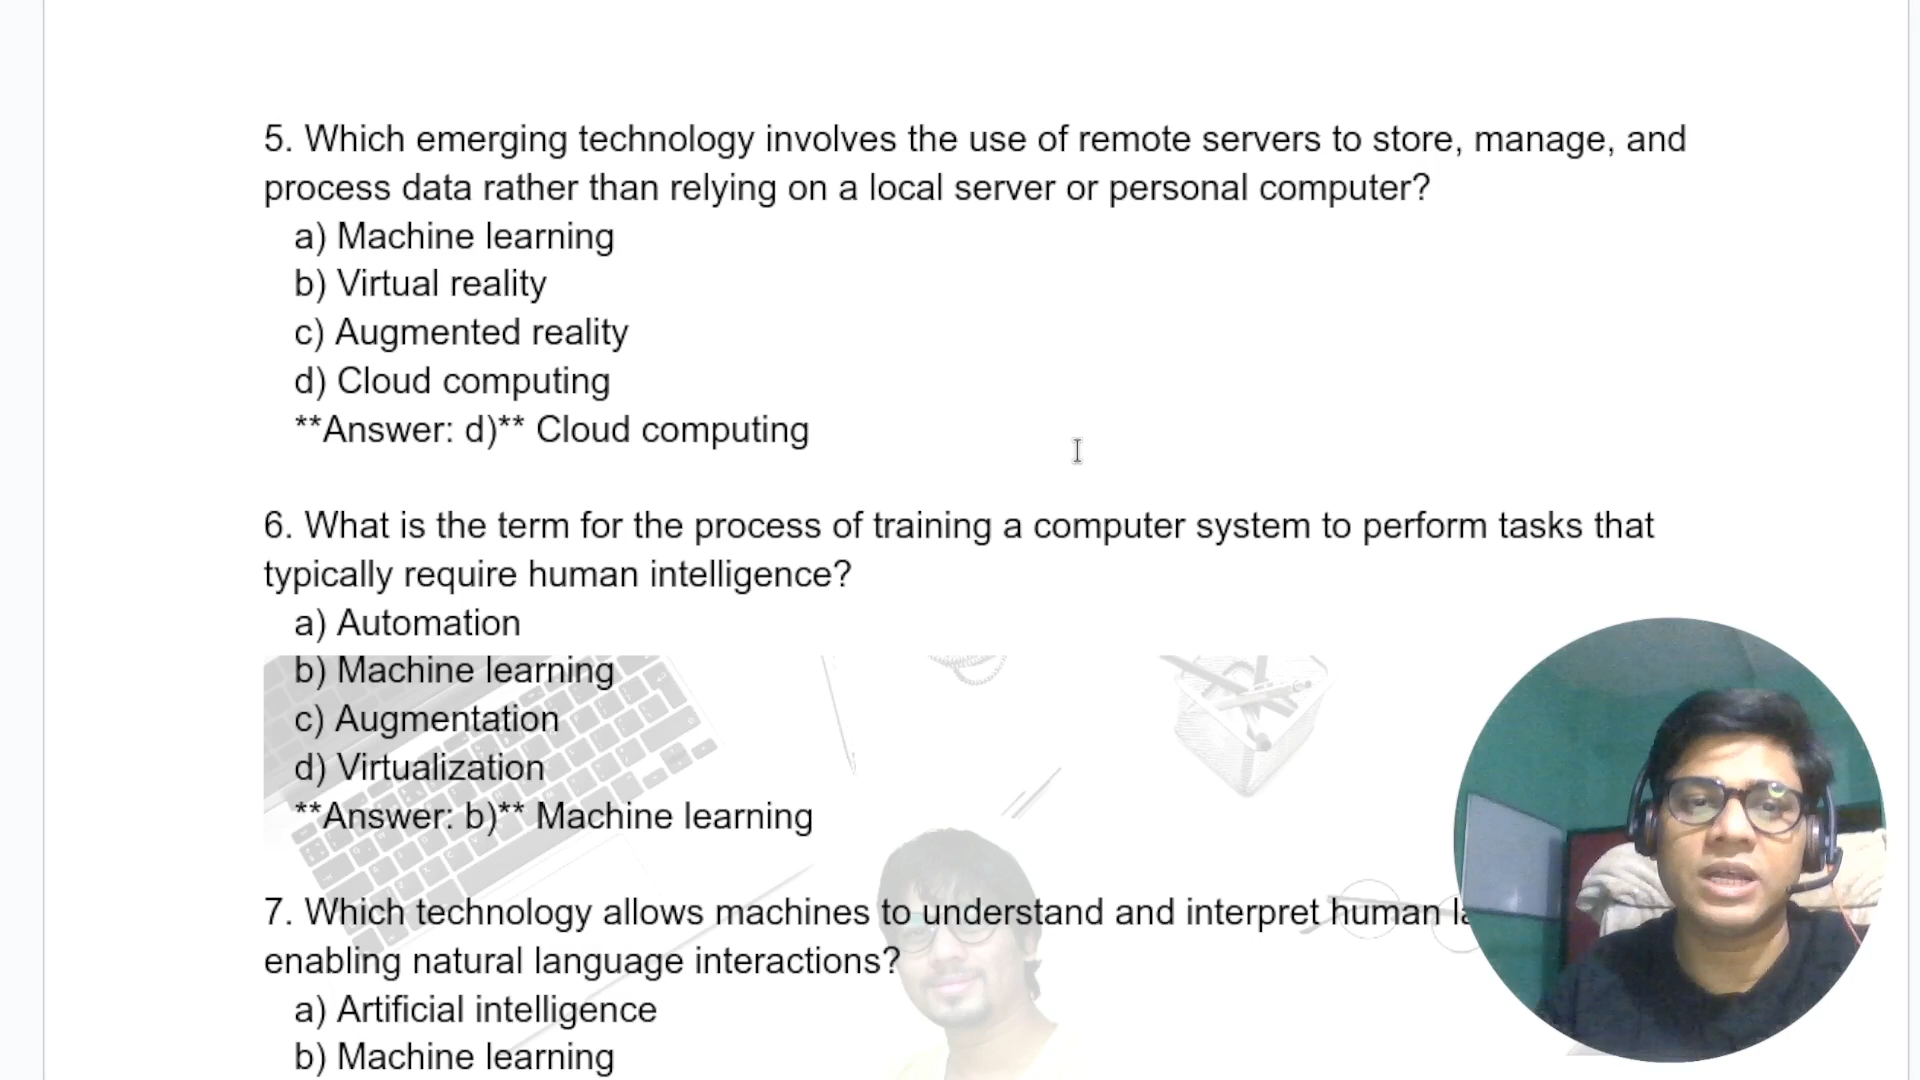 5. Which emerging technology involves the use of remote servers to store, manage, and
process data rather than relying on a local server or personal computer?
a) Machine learning
b) Virtual reality
c) Augmented reality
d) Cloud computing
**Answer: d)** Cloud computing
6. What is the term for the process of training a computer system to perform tasks that
typically require human intelligence?
a) Automation
b) Machine learning
c) Augmentation
d) Virtualization
**Answer: b)** Machine learning
7. Which technology allows machines to understand and interpret human
enabling natural language interactions?
a) Artificial intelligence
b) Machine learning